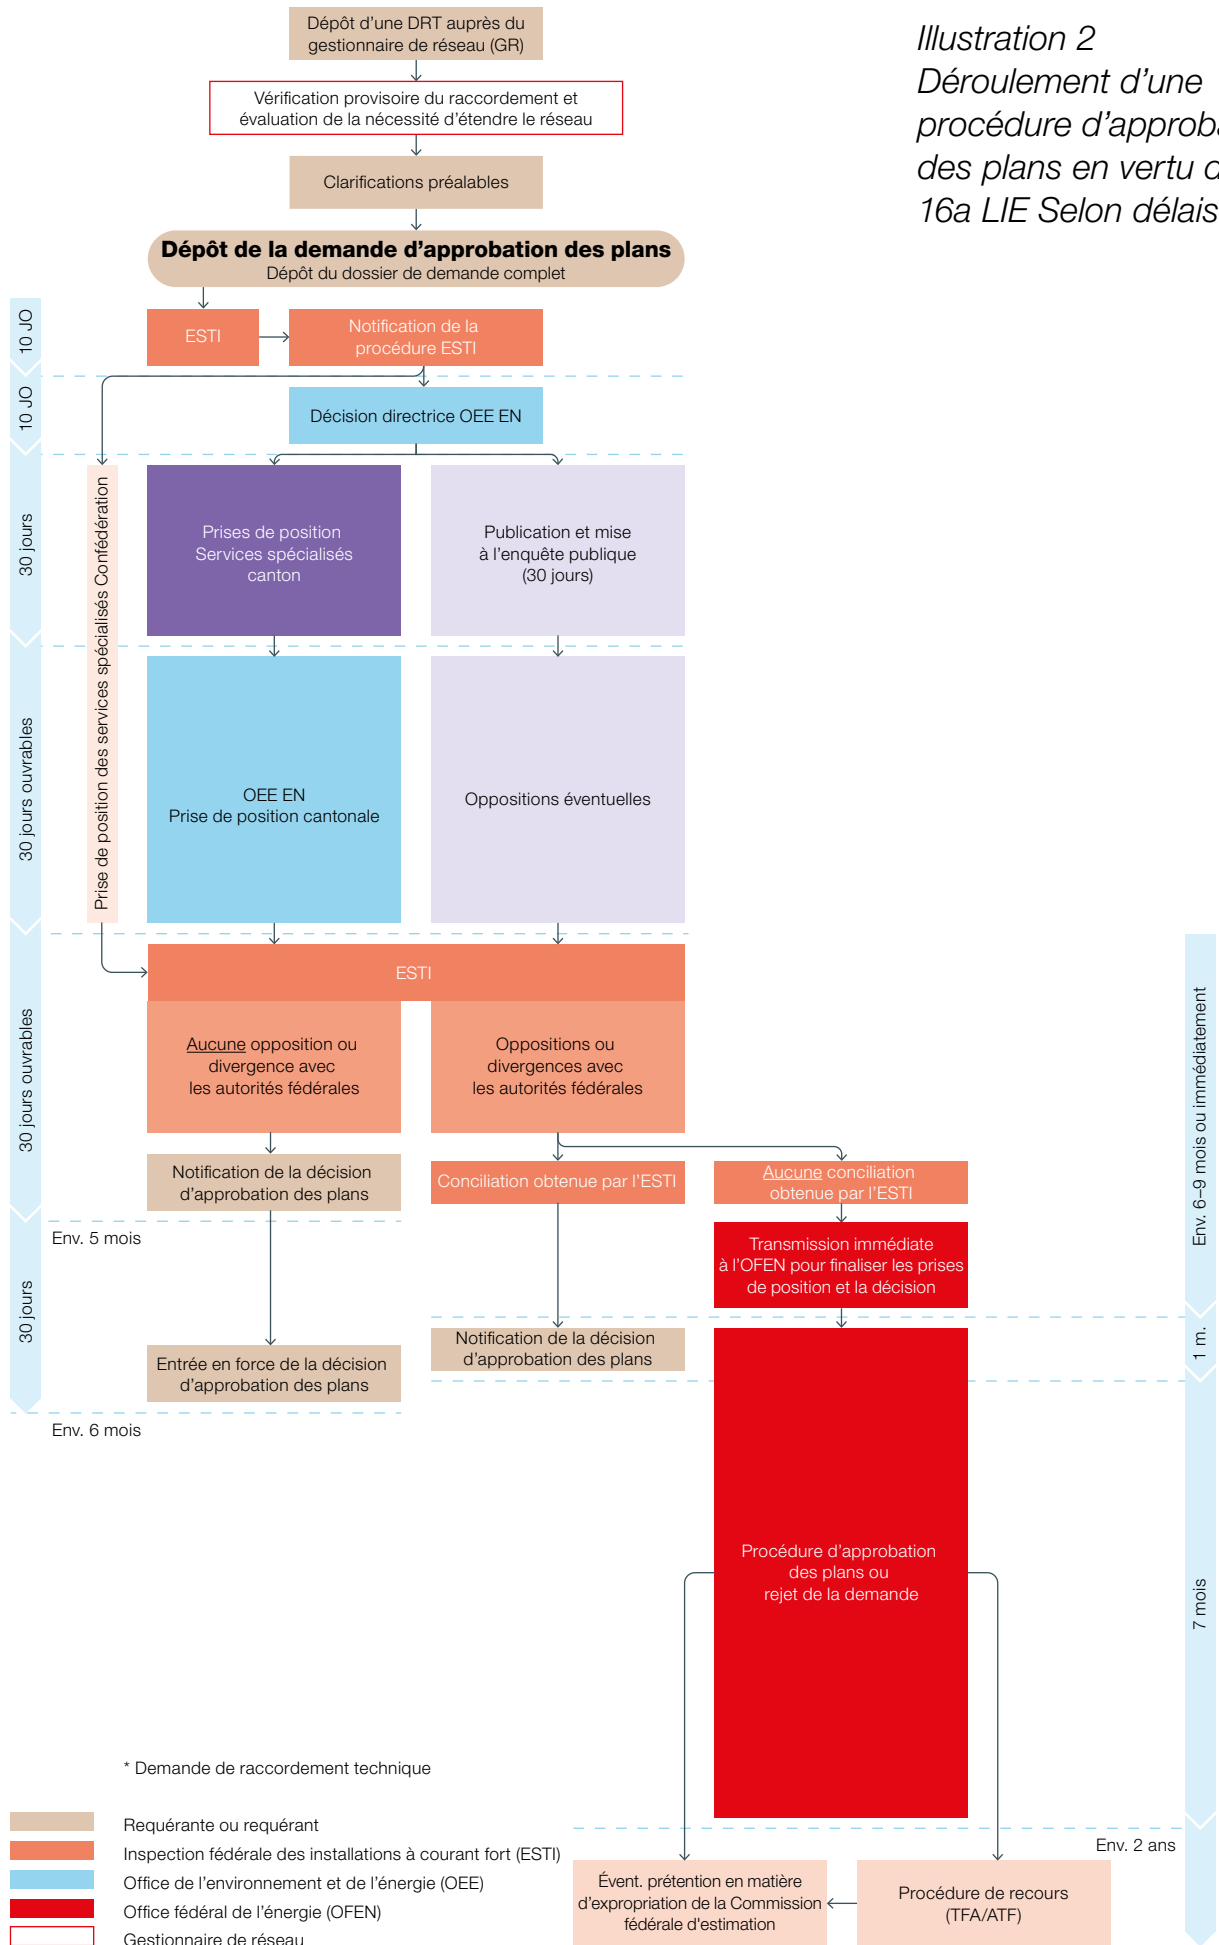 Illustration 2
Déroulement d'une
des plans en vertu
16a LIE Selon délais
Dépôt d'une DRT auprès du
gestionnaire de réseau (GR)
Vérification provisoire du raccordement et
évaluation de la nécessité d'étendre le réseau
Clarifications préalables
Dépôt de la demande d'approbation des plans
Dépôt du dossier de demande complet
10 JO
ESTI
Notification de la
procédure ESTI
10 JO
Décision directrice OEE EN
30 jours
Prise de position des services spécialisés Confédération
Prises de position
Services spécialisés
canton
Publication et mise
à l'enquête publique
(30 jours)
30 jours ouvrables
OEE EN
Prise de position cantonale
Oppositions éventuelles
30 jours ouvrables
ESTI
Aucune opposition ou
divergence avec
les autorités fédérales
Oppositions ou
divergences avec
les autorités fédérales
Env. 6–9 mois ou immédiatement
Notification de la décision
d'approbation des plans
Conciliation obtenue par l'ESTI
Aucune conciliation
obtenue par l'ESTI
Env. 5 mois
Transmission immédiate
à l'OFEN pour finaliser les prises
de position et la décision
30 jours
Notification de la décision
d'approbation des plans
1 m.
Entrée en force de la décision
d'approbation des plans
Env. 6 mois
Procédure d'approbation
des plans ou
rejet de la demande
7 mois
* Demande de raccordement technique
Requérante ou requérant
Inspection fédérale des installations à courant fort (ESTI)
Office de l'environnement et de l'énergie (OEE)
Office fédéral de l'énergie (OFEN)
Gestionnaire de réseau
Env. 2 ans
Évent. prétention en matière
d'expropriation de la Commission
fédérale d'estimation
Procédure de recours
(TFA/ATF)